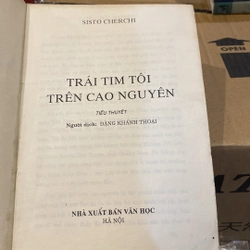 SISTO CHERCHI
TRÁI TIM TÔI
TRÊN CAO NGUYÊN
TIỂU THUYẾT
Người dịch: ĐẶNG KHÁNH THOẠI
NHÀ XUẤT BẢN VĂN HỌC
HÀ NỘI
OPEN